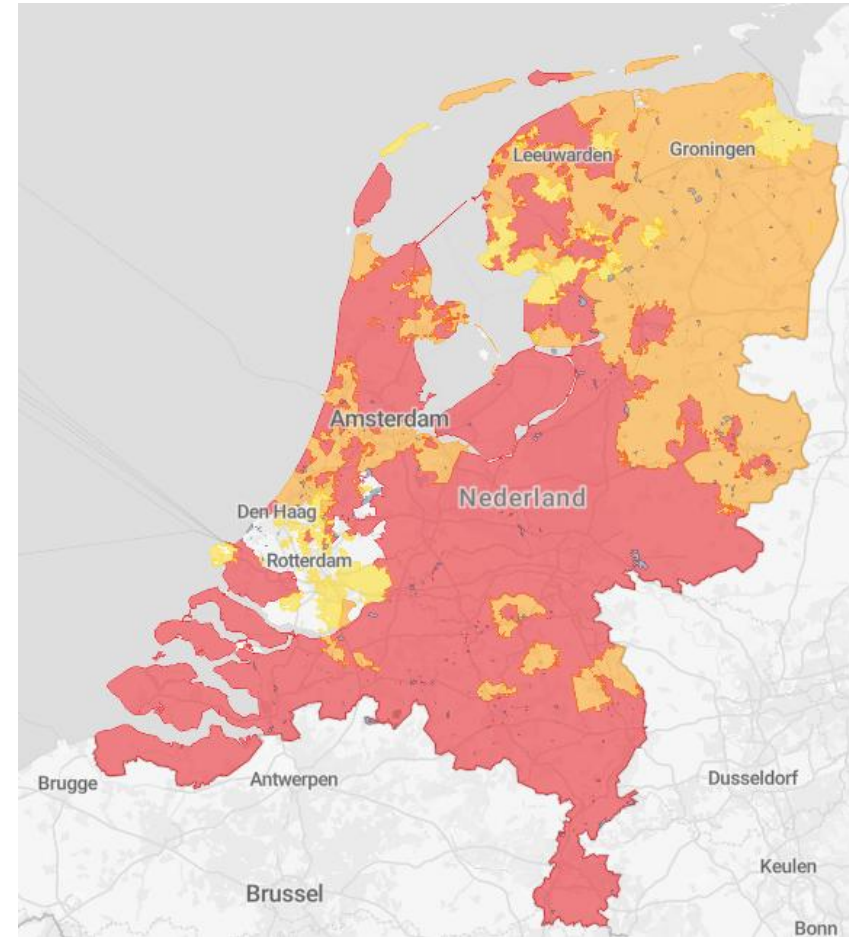 Leeuwarden
Groningen
Amsterdam
Den Haag
Nederland
Rotterdam
Brugge
Antwerpen
Dusseldorf
Keulen
Brussel
Bonn